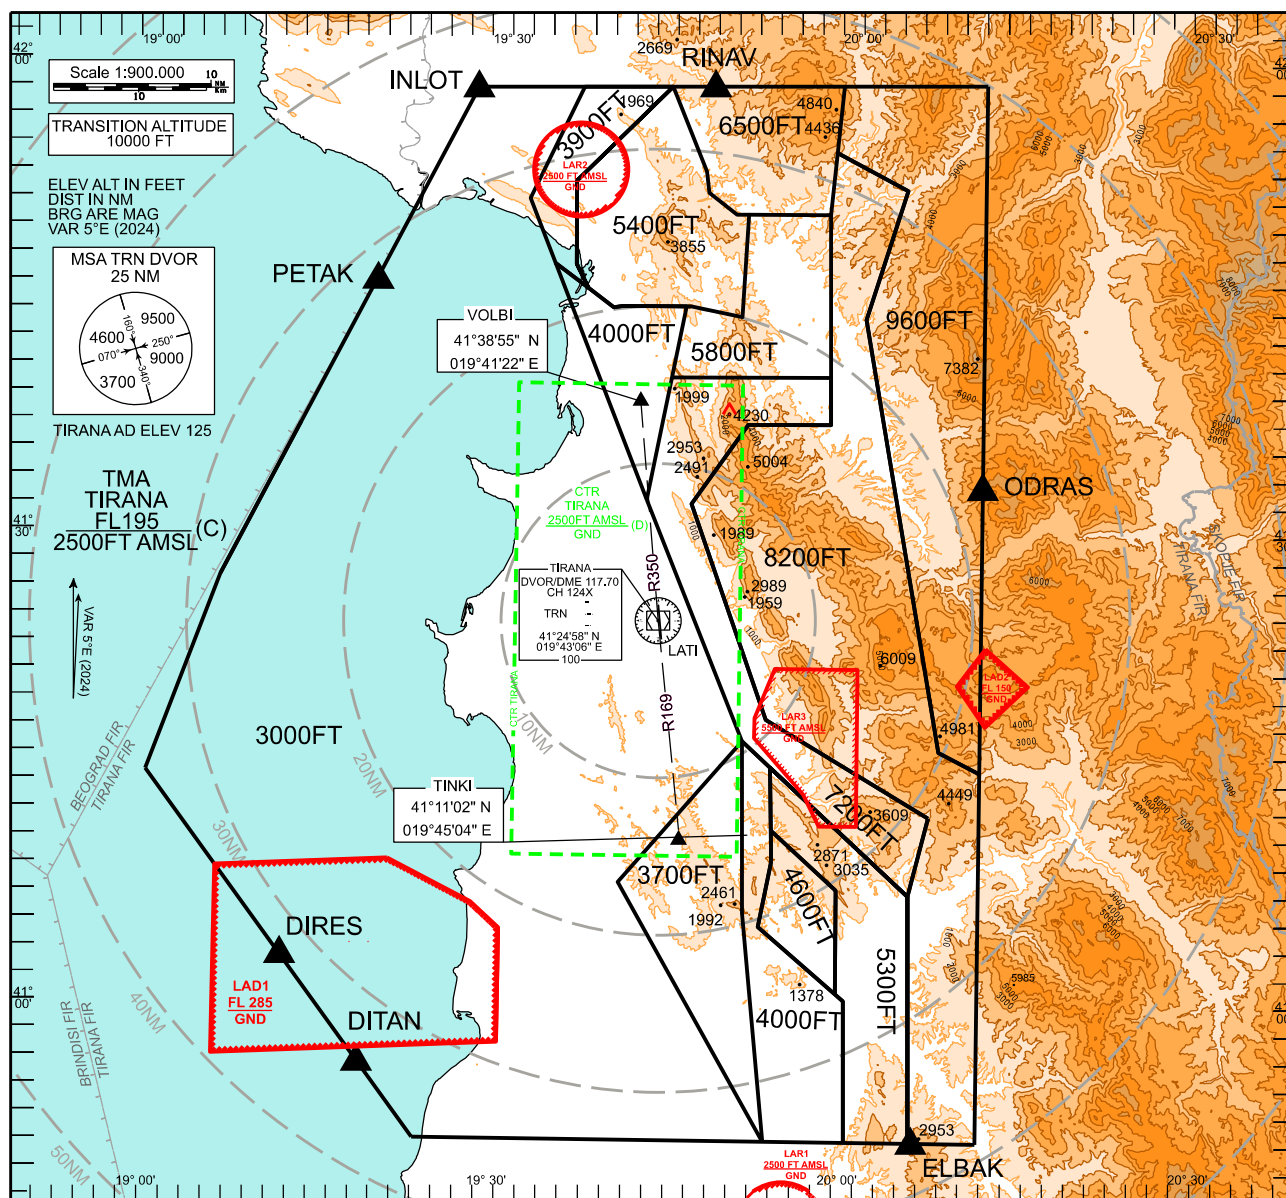 19° 00'
19° 30'
20° 00'
20° 30'
42°
00'
42°
00'
Scale 1:900.000
10
NM
Km
10
TRANSITION ALTITUDE
10000 FT
ELEV ALT IN FEET
DIST IN NM
BRG ARE MAG
VAR 5°E (2024)
MSA TRN DVOR
25 NM
9500
4600
160°
250°
070°
9000
340°
3700
TIRANA AD ELEV 125
TMA
TIRANA
FL195 (C)
2500FT AMSL
VAR 5°E (2024)
INLOT
RINAV
PETAK
2669
1969
3900FT
4840
6500FT
4436
LAR2
2500 FT AMSL
GND
5400FT
3855
VOLBI
41°38'55" N
019°41'22" E
4000FT
5800FT
9600FT
7382
1999
4230
2953
2491
5004
CTR
TIRANA
2500FT AMSL (D)
GND
1989
8200FT
ODRAS
41°
30'
41°
30'
SKOPJE FIR
TIRANA FIR
R350
TIRANA
DVOR/DME 117.70
CH 124X
TRN
41°24'58" N
019°43'06" E
100
LATI
2989
1959
6009
CTR TIRANA
R169
10NM
LAD2
FL 150
GND
LAR3
5500 FT AMSL
GND
4981
3000FT
20NM
BEOGRAD FIR
TIRANA FIR
TINKI
41°11'02" N
019°45'04" E
4449
7200FT
3609
30NM
2871
3035
3700FT
2461
1992
4600FT
DIRES
LAD1
FL 285
GND
DITAN
40NM
5300FT
5985
1378
4000FT
41°
00'
41°
00'
BRINDISI FIR
TIRANA FIR
50NM
2953
ELBAK
LAR1
2500 FT AMSL
GND
19° 00'
19° 30'
20° 00'
20° 30'